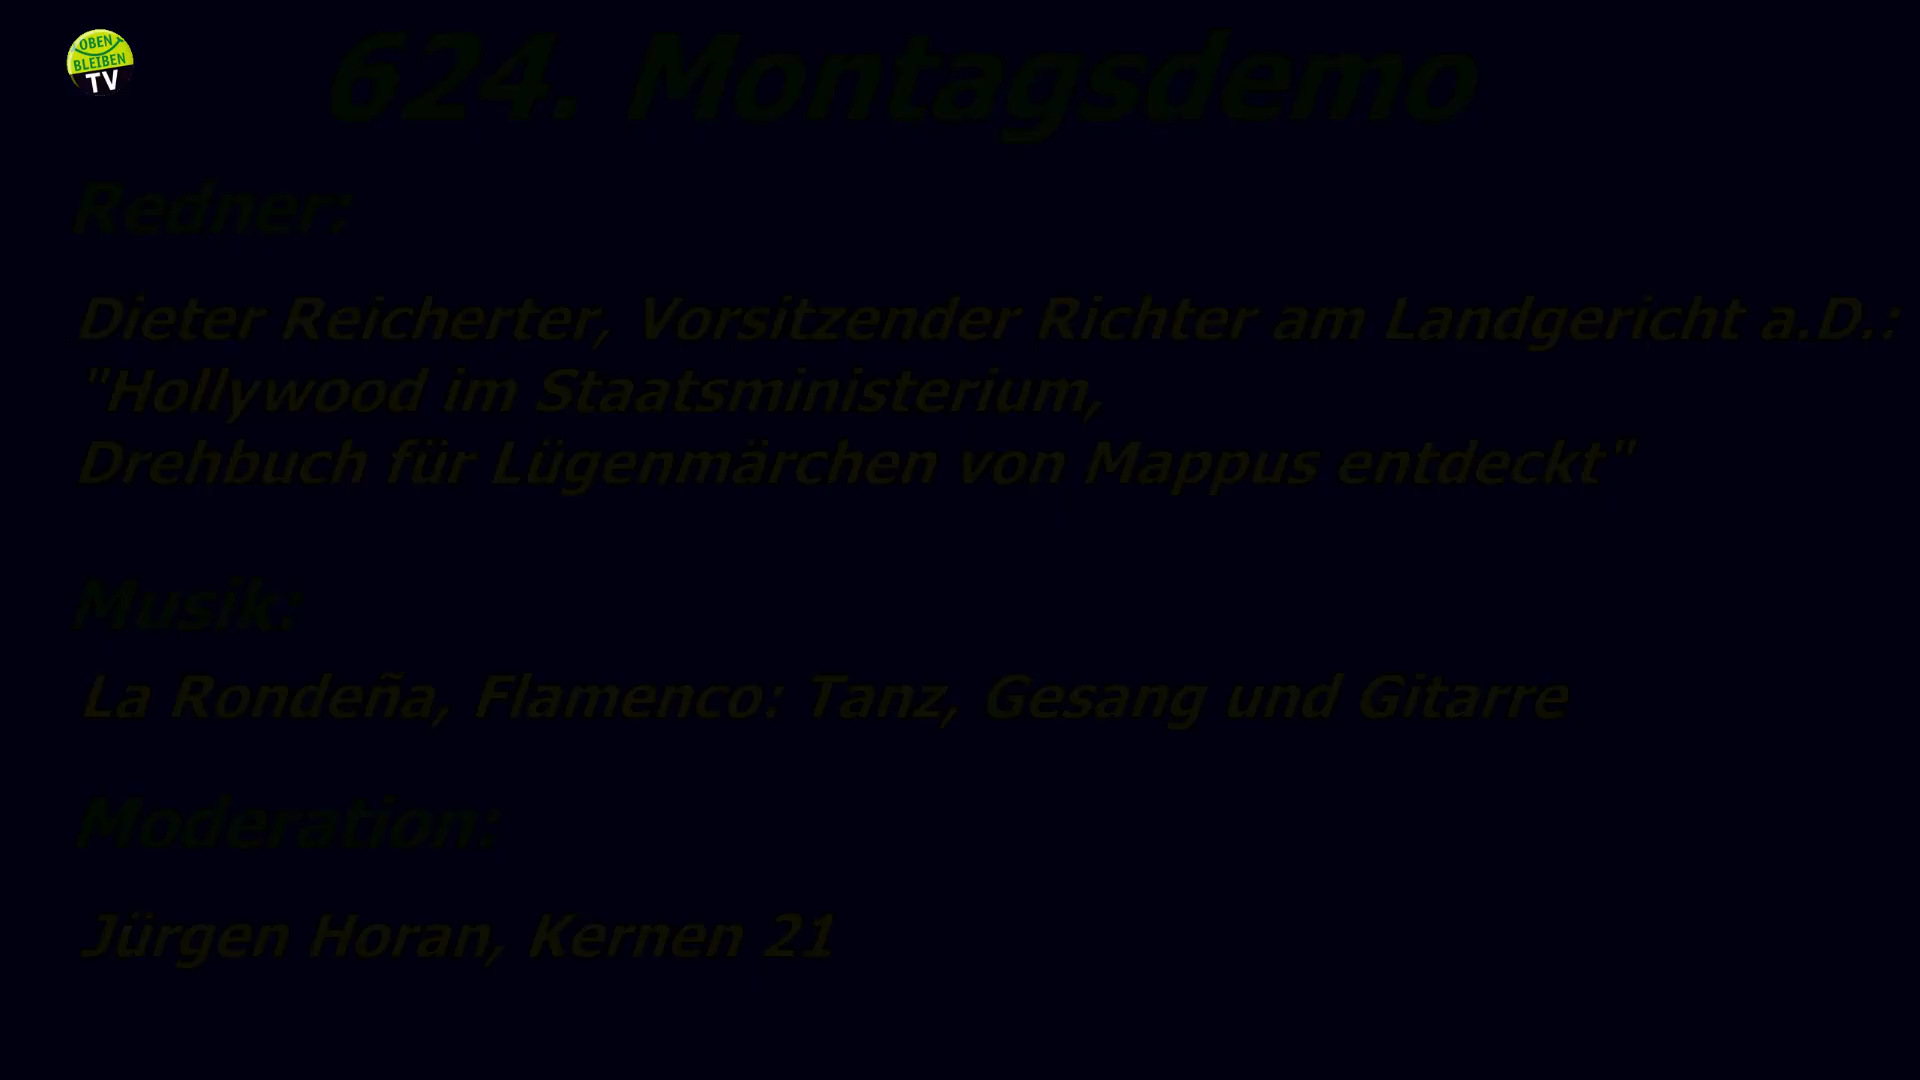 OBEN
BLEIBEN
TV
624. Montagsdemo
Redner:
Dieter Reicherter, Vorsitzender Richter am Landgericht a.D.:
"Hollywood im Staatsministerium,
Drehbuch für Lügenmärchen von Mappus entdeckt"
Musik:
La Rondeña, Flamenco: Tanz, Gesang und Gitarre
Moderation:
Jürgen Horan, Kernen 21